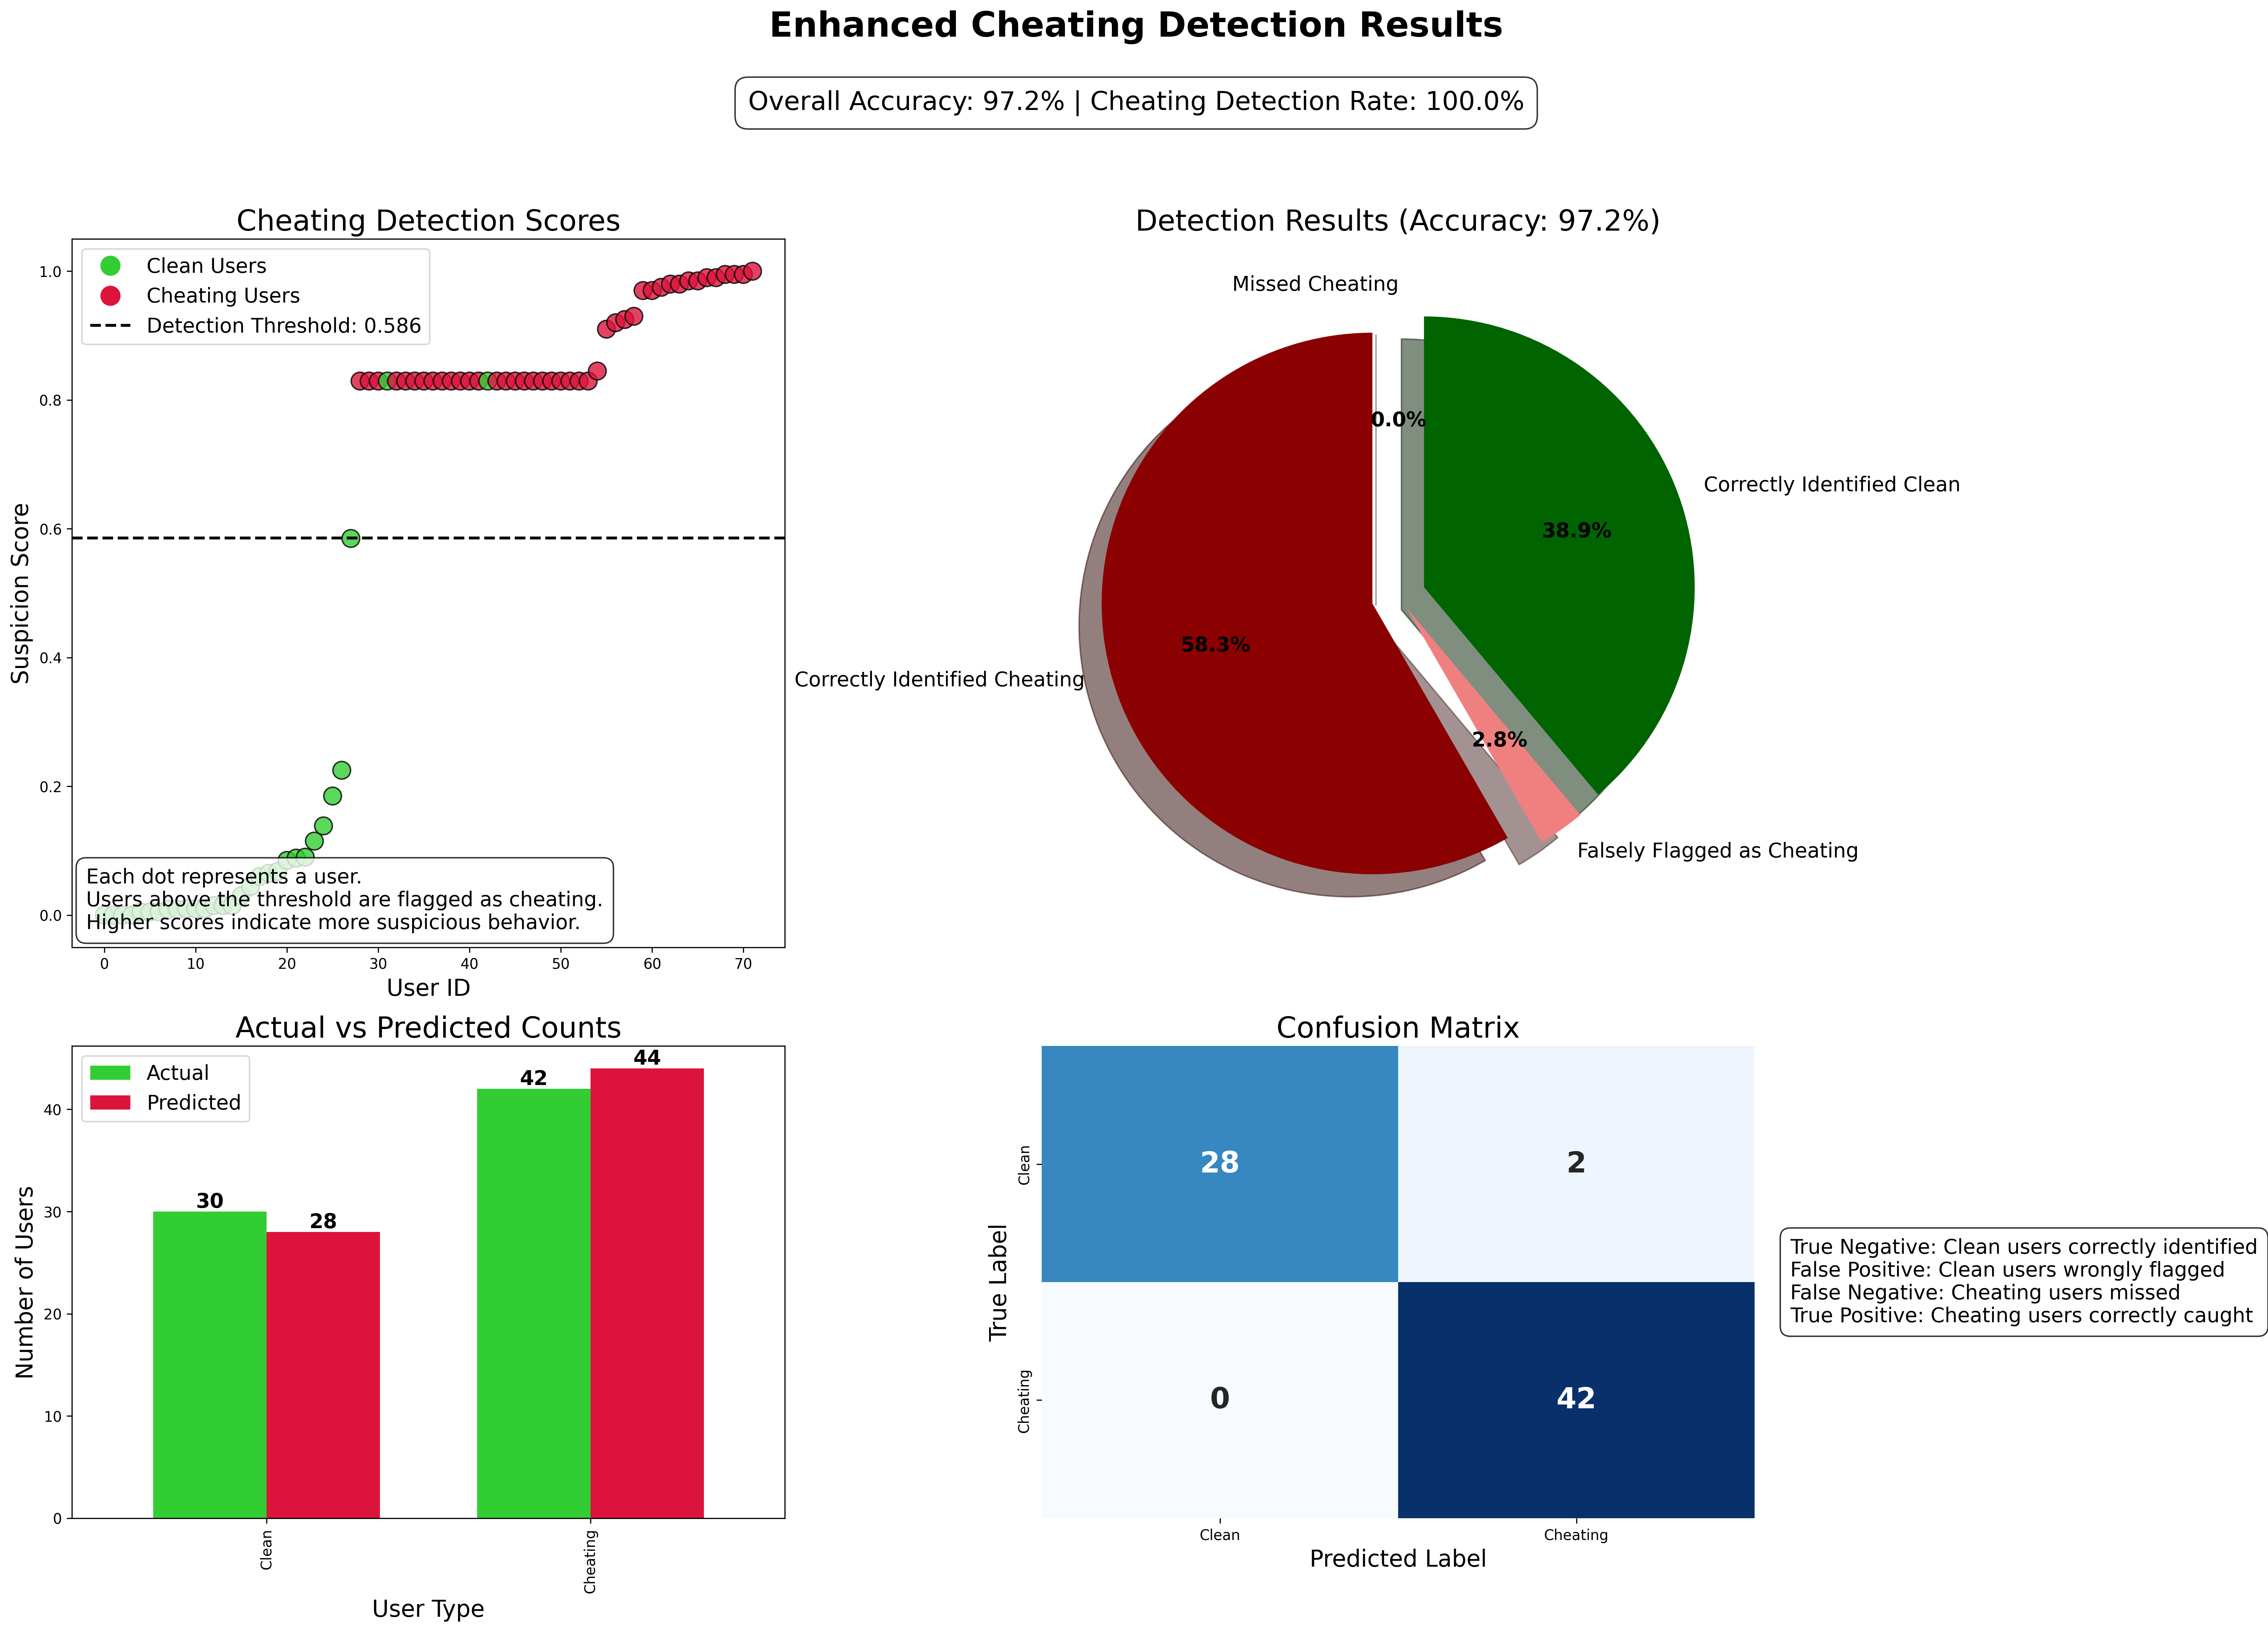 Enhanced Cheating Detection Results
Overall Accuracy: 97.2% | Cheating Detection Rate: 100.0%
Cheating Detection Scores
Clean Users
Cheating Users
Detection Threshold: 0.586
1.0
0.8
0.6
0.4
0.2
0.0
Suspicion Score
Each dot represents a user.
Users above the threshold are flagged as cheating.
Higher scores indicate more suspicious behavior.
0 10 20 30 40 50 60 70
User ID
Detection Results (Accuracy: 97.2%)
Missed Cheating
0.0%
Correctly Identified Clean
38.9%
58.3%
Correctly Identified Cheating
2.8%
Falsely Flagged as Cheating
Actual vs Predicted Counts
Actual
Predicted
40
30
20
10
0
Number of Users
30
28
42
44
Clean
Cheating
User Type
Confusion Matrix
True Label
Clean
Cheating
28 2
0 42
Clean Cheating
Predicted Label
True Negative: Clean users correctly identified
False Positive: Clean users wrongly flagged
False Negative: Cheating users missed
True Positive: Cheating users correctly caught